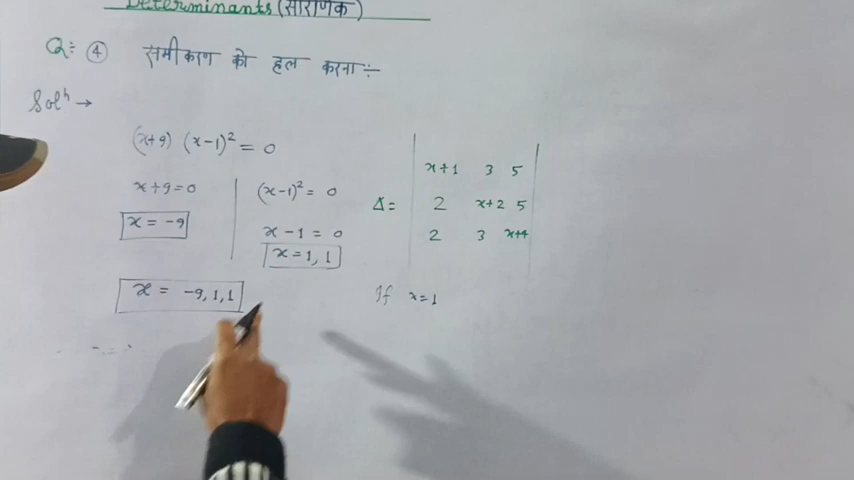 Determinants (सारणिक)
Q:- ④ समीकरण को हल करना :-
Solⁿ →
(x+9) (x-1)² = 0
x+9=0
x = -9
(x-1)² = 0
x - 1 = 0
x = 1, 1
x = -9, 1, 1
Δ =
x+1 3 5
2 x+2 5
2 3 x+4
If x=1